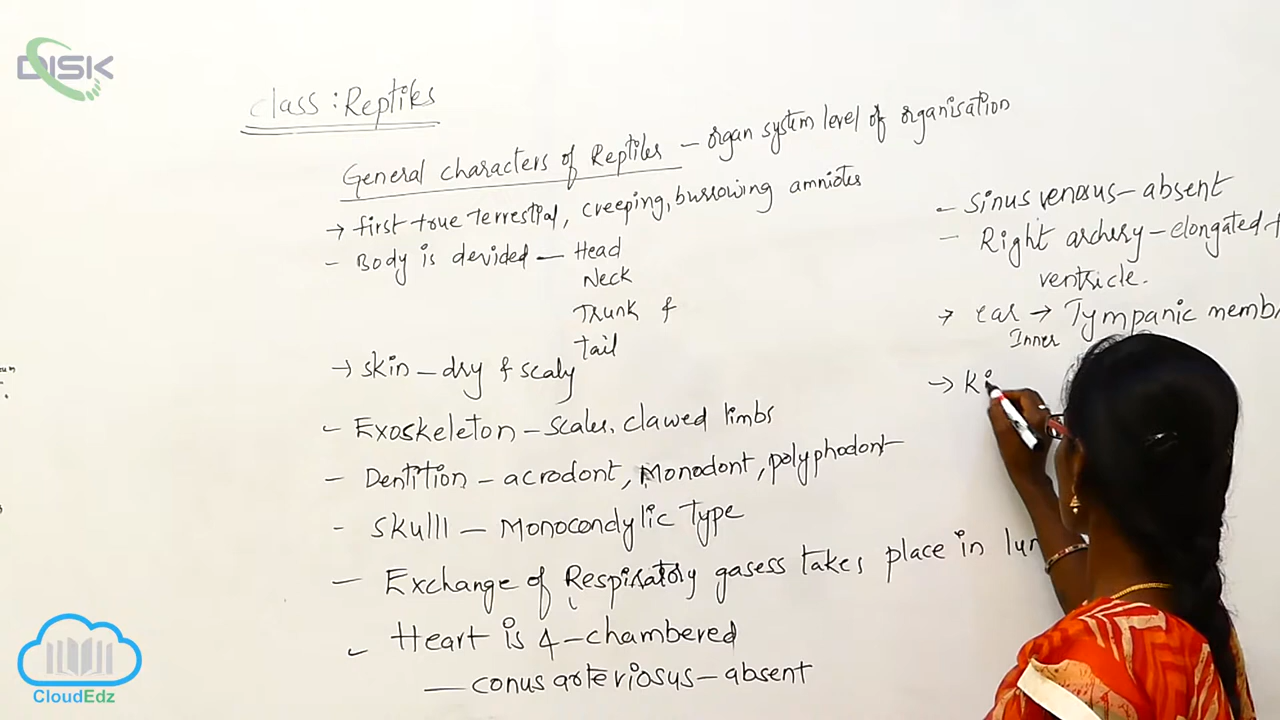 DISK
class : Reptiles
General characters of Reptiles - organ system level of organisation
→ first true terrestrial, creeping, burrowing amniotes
- Body is devided - Head
Neck
Trunk &
tail
→ skin - dry & scaly
- Exoskeleton - scales, clawed limbs
- Dentition - acrodont, Monodont, polyphodont
- Skulll - Monocondylic Type
- Exchange of Respiratory gasess takes place in lun
- Heart is 4-chambered
- conus arteriosus - absent
- Sinus venosus - absent
- Right archery - elongated
ventricle.
→ ear → Tympanic memb
Inner
→ Ki
CloudEdz